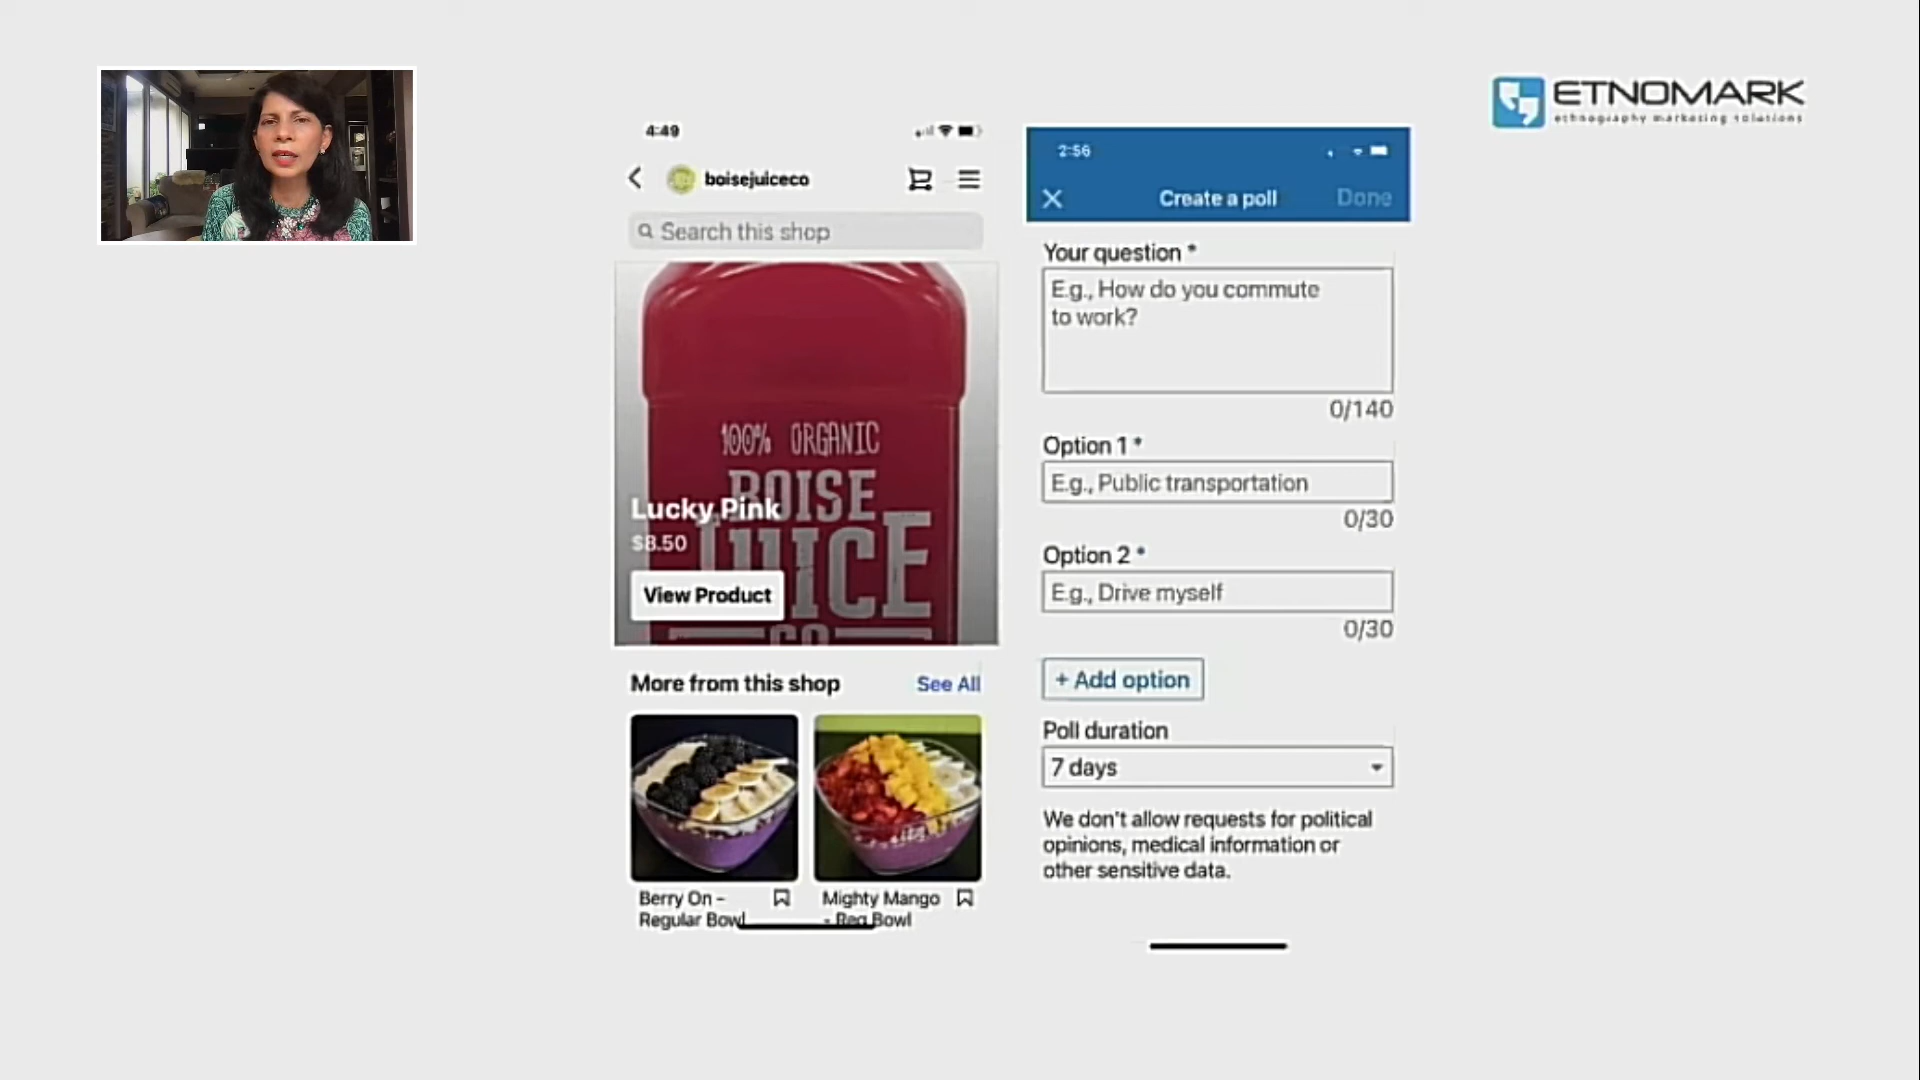 ETNOMARK
ethnography marketing solutions
4:49
boisejuiceco
Search this shop
100% ORGANIC
BOISE
JUICE
CO
Lucky Pink
$8.50
View Product
More from this shop
See All
Berry On -
Regular Bowl
Mighty Mango
- Reg Bowl
2:56
Create a poll
Done
Your question *
E.g., How do you commute
to work?
0/140
Option 1 *
E.g., Public transportation
0/30
Option 2 *
E.g., Drive myself
0/30
+ Add option
Poll duration
7 days
We don't allow requests for political
opinions, medical information or
other sensitive data.